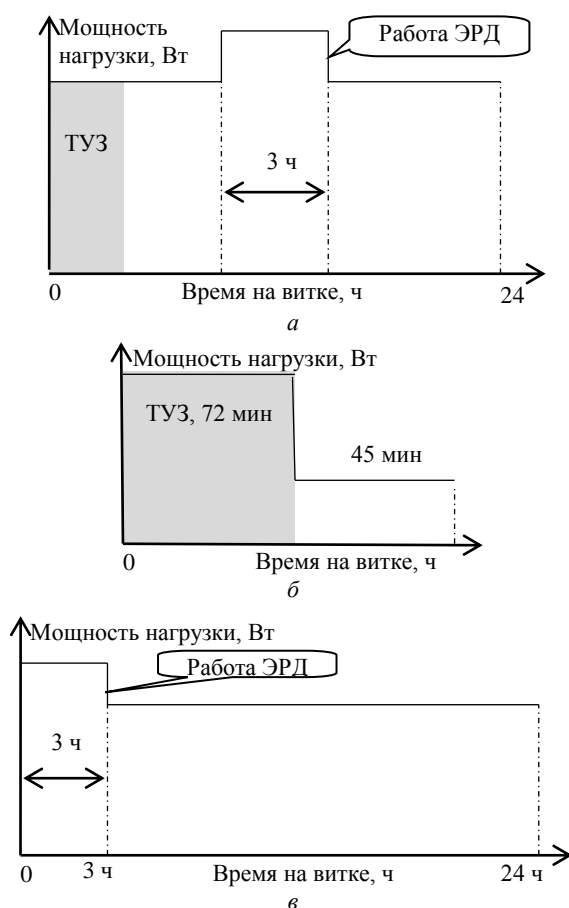 Мощность
нагрузки, Вт
Работа ЭРД
ТУЗ
3 ч
0
Время на витке, ч
24
а
Мощность нагрузки, Вт
ТУЗ, 72 мин
45 мин
0
Время на витке, ч
б
Мощность нагрузки, Вт
Работа ЭРД
3 ч
0
3 ч
Время на витке, ч
24 ч
в